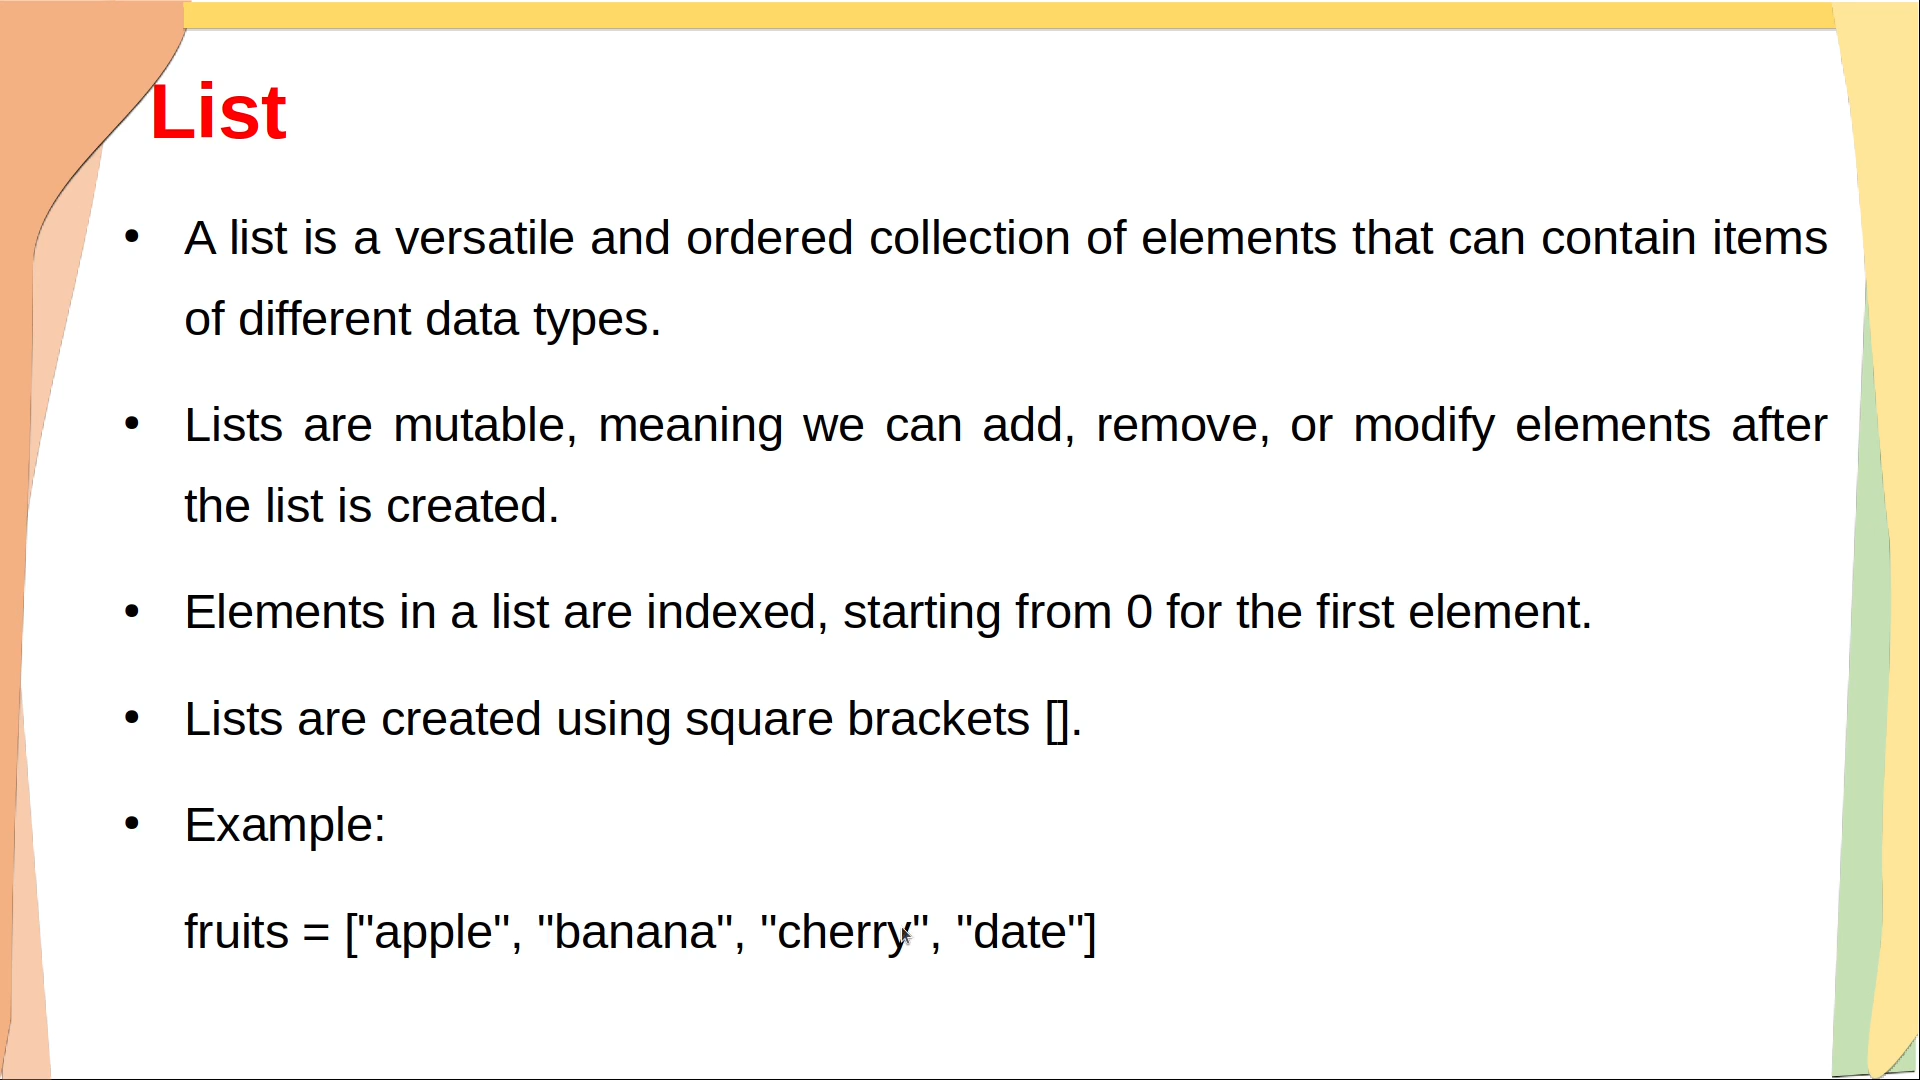 List
• A list is a versatile and ordered collection of elements that can contain items
of different data types.
• Lists are mutable, meaning we can add, remove, or modify elements after
the list is created.
• Elements in a list are indexed, starting from 0 for the first element.
• Lists are created using square brackets [].
• Example:
fruits = ["apple", "banana", "cherry", "date"]